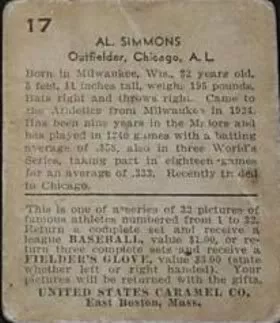 17
AL. SIMMONS
Outfielder, Chicago, A. L.
Born in Milwaukee, Wis., 32 years old,
5 feet, 11 inches tall, weight 195 pounds.
Bats right and throws right. Came to
the Athletics from Milwaukee in 1924.
Has been nine years in the Majors and
has played in 1240 games with a batting
average of .358, also in three World's
Series, taking part in eighteen games
for an average of .333. Recently traded
to Chicago.
This is one of a series of 32 pictures of
famous athletes numbered from 1 to 32.
Return a complete set and receive a
league BASEBALL, value $1.00, or re-
turn three complete sets and receive a
FIELDER'S GLOVE, value $3.00 (state
whether left or right handed). Your
pictures will be returned with the gifts.
UNITED STATES CARAMEL CO.
East Boston, Mass.